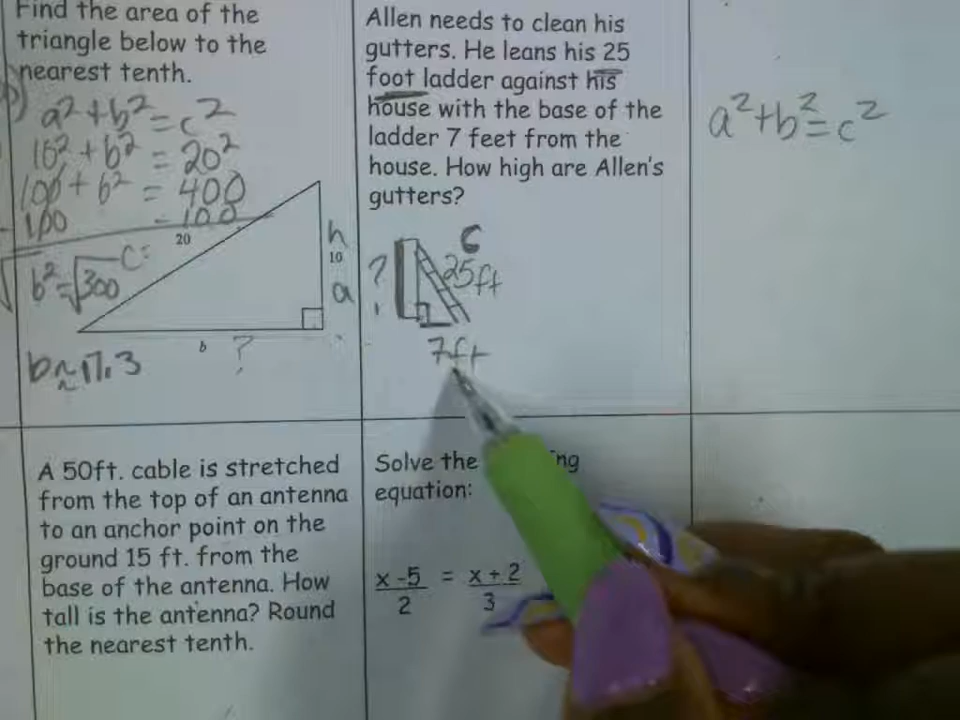 Find the area of the
triangle below to the
nearest tenth.
a² + b² = c²
10² + b² = 20²
100 + b² = 400
- 100 - 100
b² = √300
c =
20
h
10
a
b ?
b ≈ 17.3
Allen needs to clean his
gutters. He leans his 25
foot ladder against his
house with the base of the
ladder 7 feet from the
house. How high are Allen's
gutters?
c
? 25ft
7ft
a² + b² = c²
A 50ft. cable is stretched
from the top of an antenna
to an anchor point on the
ground 15 ft. from the
base of the antenna. How
tall is the antenna? Round
the nearest tenth.
Solve the
equation:
x - 5 = x + 2
2 3